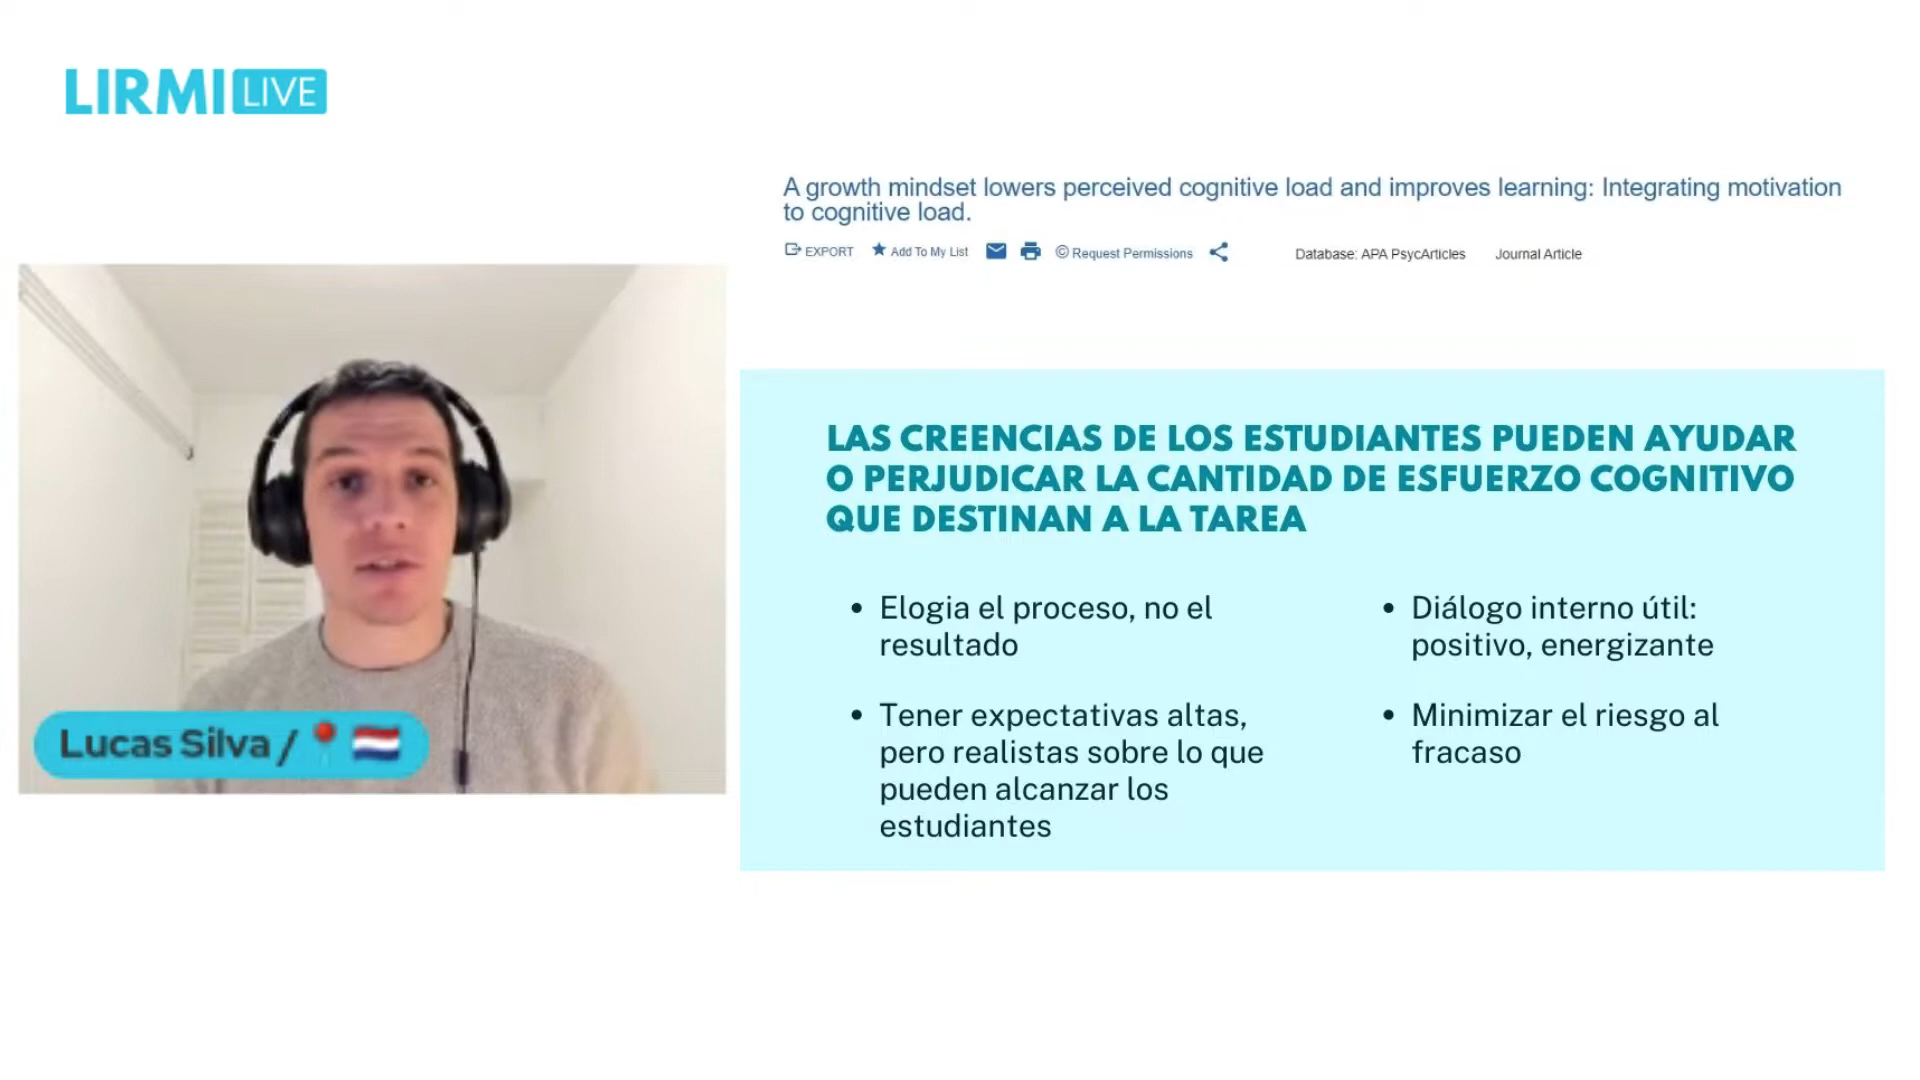 LIRMI LIVE
A growth mindset lowers perceived cognitive load and improves learning: Integrating motivation
to cognitive load.
EXPORT Add To My List © Request Permissions Database: APA PsycArticles Journal Article
LAS CREENCIAS DE LOS ESTUDIANTES PUEDEN AYUDAR
O PERJUDICAR LA CANTIDAD DE ESFUERZO COGNITIVO
QUE DESTINAN A LA TAREA
• Elogia el proceso, no el
resultado
• Tener expectativas altas,
pero realistas sobre lo que
pueden alcanzar los
estudiantes
• Diálogo interno útil:
positivo, energizante
• Minimizar el riesgo al
fracaso
Lucas Silva /